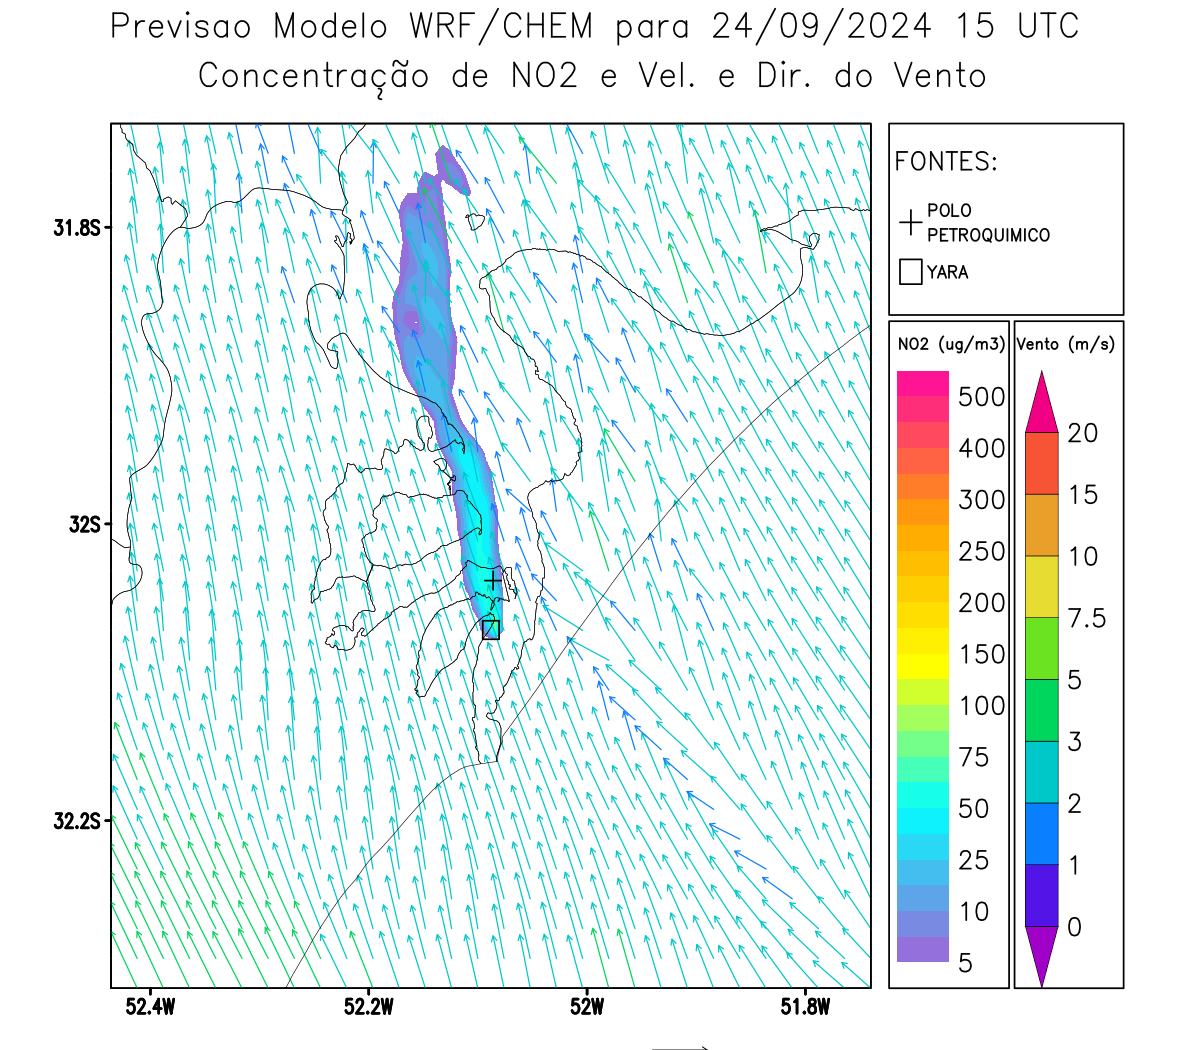 Previsao Modelo WRF/CHEM para 24/09/2024 15 UTC
Concentração de NO2 e Vel. e Dir. do Vento
FONTES:
POLO
PETROQUIMICO
YARA
NO2 (ug/m3)
500
400
300
250
200
150
100
75
50
25
10
5
Vento (m/s)
20
15
10
7.5
5
3
2
1
0
31.8S
32S
32.2S
52.4W 52.2W 52W 51.8W